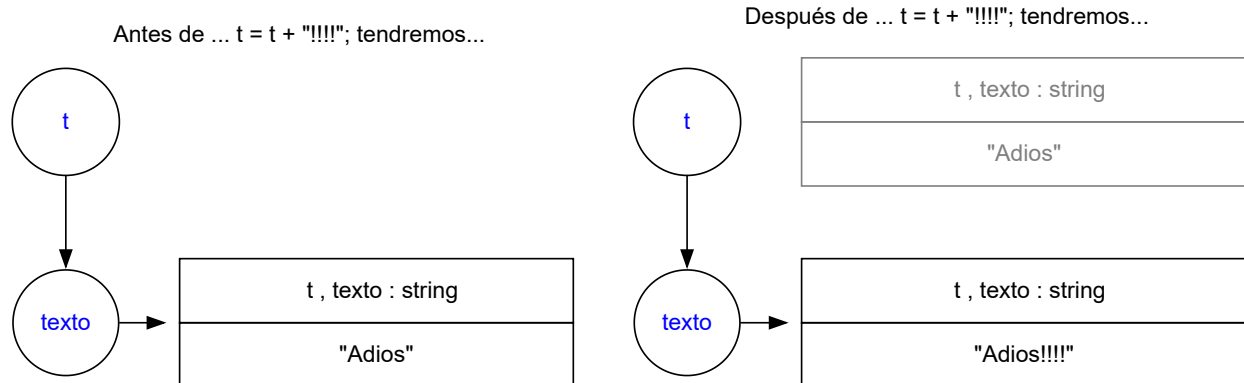 Antes de ... t = t + "!!!!"; tendremos...
t
texto
t , texto : string
"Adios"
Después de ... t = t + "!!!!"; tendremos...
t
t , texto : string
"Adios"
texto
t , texto : string
"Adios!!!!"